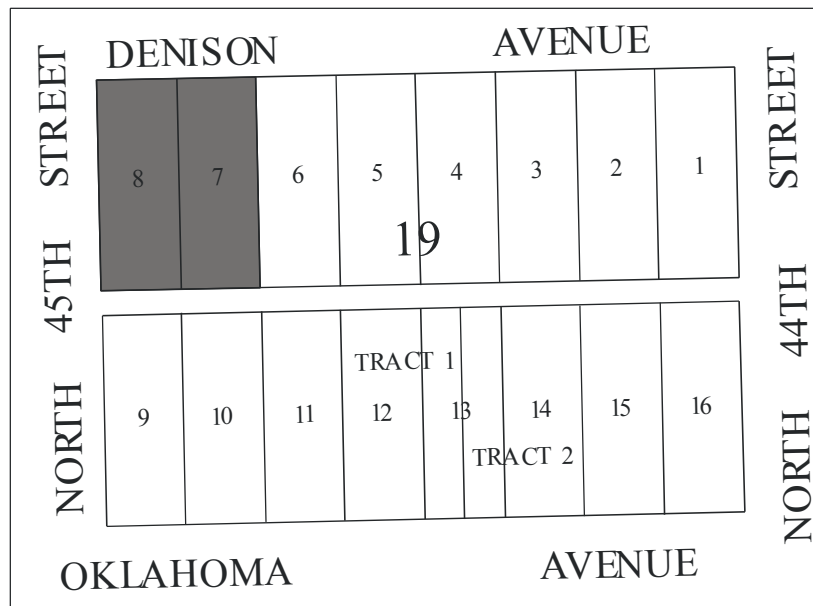 DENISON AVENUE
NORTH 45TH STREET
NORTH 44TH STREET
8 7 6 5 4 3 2 1
19
TRACT 1
9 10 11 12 13 14 15 16
TRACT 2
OKLAHOMA AVENUE